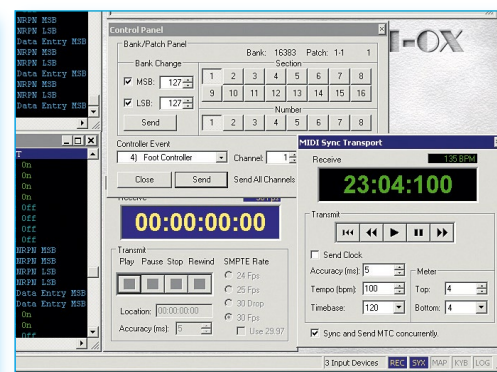 NRPN MSB
NRPN LSB
Data Entry MSB
NRPN MSB
NRPN LSB
Data Entry MSB
NRPN MSB
NRPN LSB
Data Entry MSB
T
On
On
On
On
Off
Off
Off
Off
NRPN MSB
NRPN MSB
NRPN LSB
NRPN LSB
Data Entry MSB
Data Entry MSB
On
On
Off
I-OX
Control Panel
Bank/Patch Panel
Bank: 16383 Patch: 1-1 1
Bank Change
MSB: 127
LSB: 127
Send
Section
1 2 3 4 5 6 7 8
9 10 11 12 13 14 15 16
Number
1 2 3 4 5 6 7 8
Controller Event
4) Foot Controller
Channel: 1
Close
Send
Send All Channels
Receive
00:00:00:00
Transmit
Play Pause Stop Rewind
Location: 00:00:00:00
Accuracy (ms): 5
SMPTE Rate
24 Fps
25 Fps
30 Drop
30 Fps
Use 29.97
MIDI Sync Transport
Receive
135 BPM
23:04:100
Transmit
Send Clock
Accuracy (ms): 5
Tempo (bpm): 100
Timebase: 120
Meter
Top: 4
Bottom: 4
Sync and Send MTC concurrently.
3 Input Devices REC SYX MAP KYB LOG